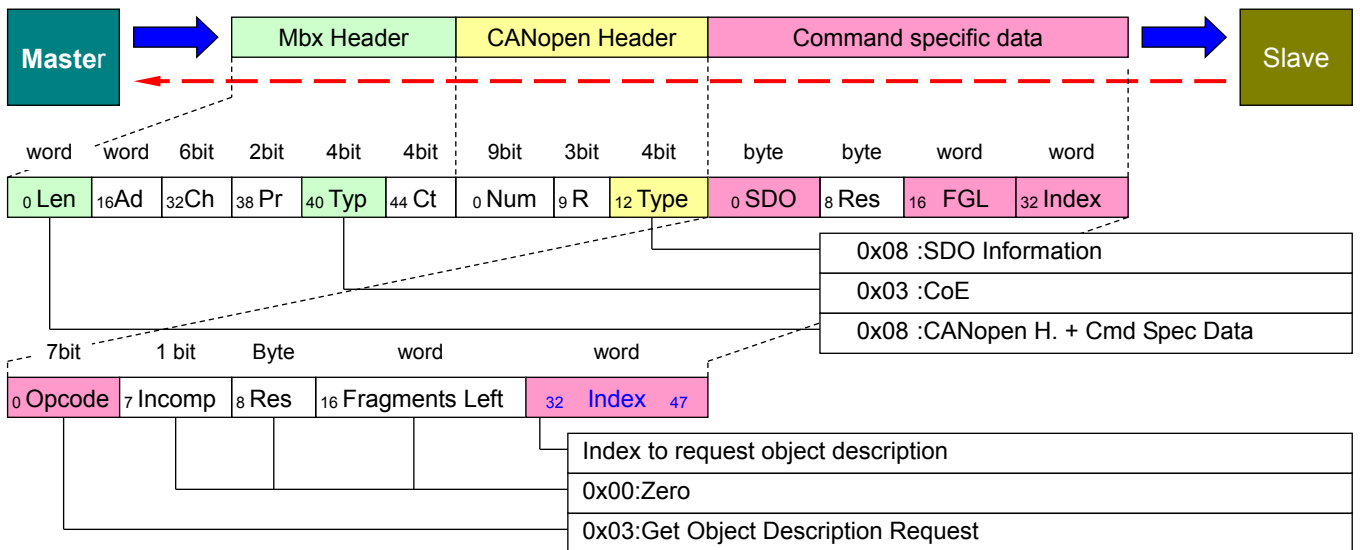 Master
Mbx Header
CANopen Header
Command specific data
Slave
word word 6bit 2bit 4bit 4bit 9bit 3bit 4bit byte byte word word
0 Len 16Ad 32Ch 38 Pr 40 Typ 44 Ct 0 Num 9 R 12 Type 0 SDO 8 Res 16 FGL 32 Index
0x08 :SDO Information
0x03 :CoE
0x08 :CANopen H. + Cmd Spec Data
7bit 1 bit Byte word word
0 Opcode 7 Incomp 8 Res 16 Fragments Left 32 Index 47
Index to request object description
0x00:Zero
0x03:Get Object Description Request